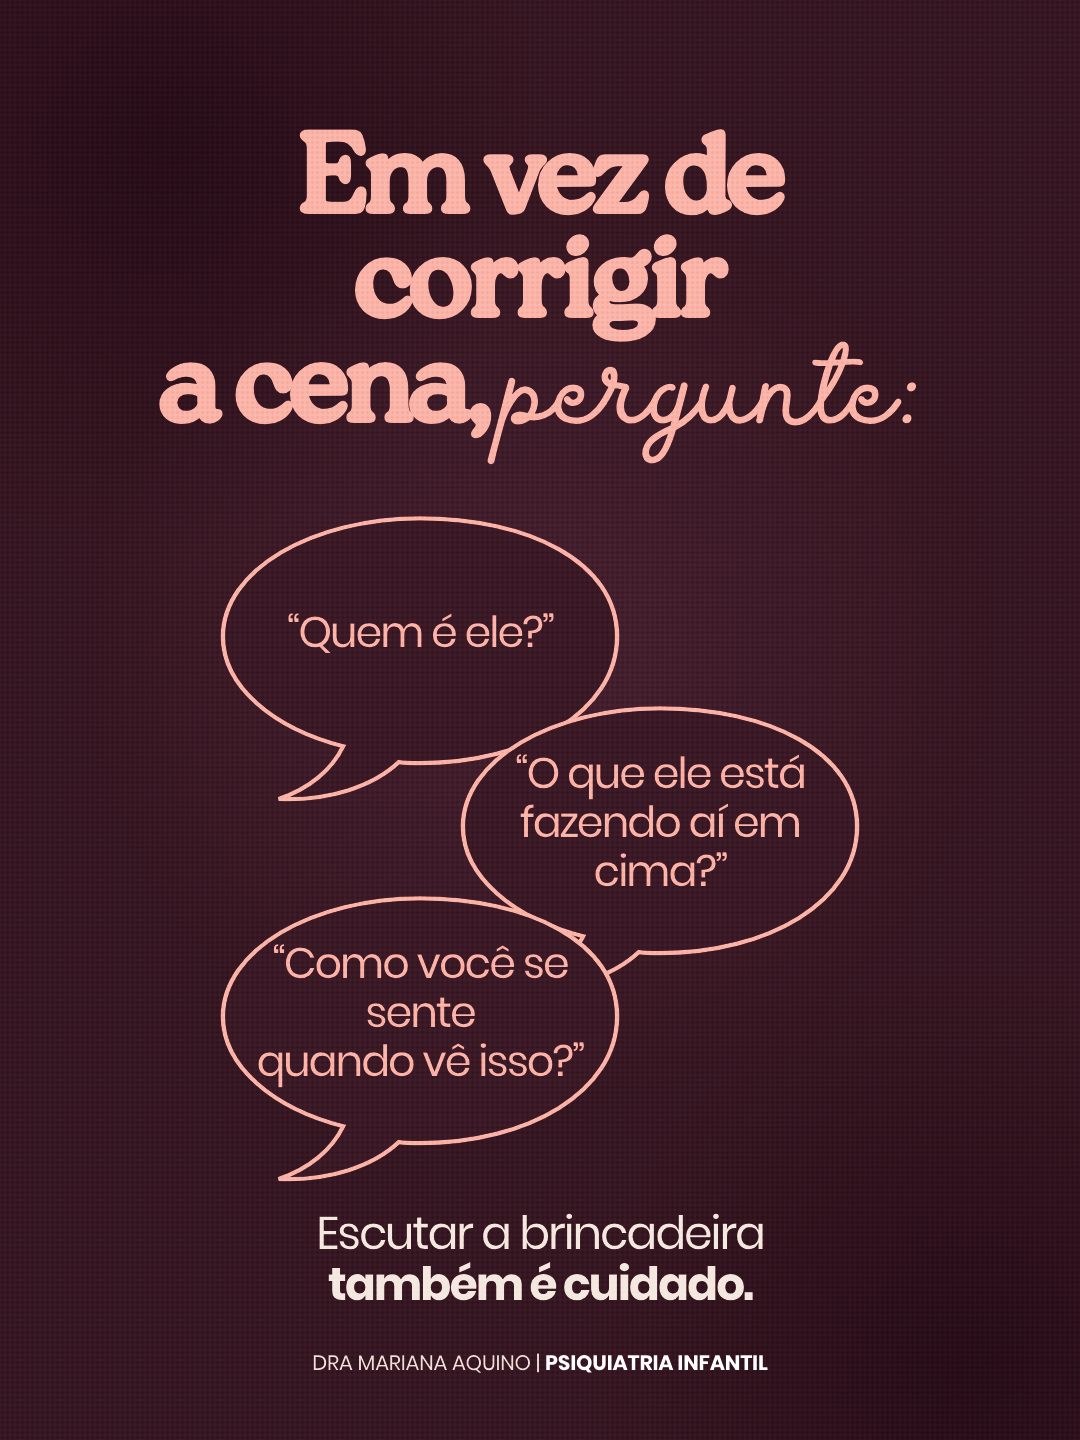 Em vez de
corrigir
a cena, pergunte:
“Quem é ele?”
“O que ele está
fazendo aí em
cima?”
“Como você se
sente
quando vê isso?”
Escutar a brincadeira
também é cuidado.
DRA MARIANA AQUINO | PSIQUIATRIA INFANTIL